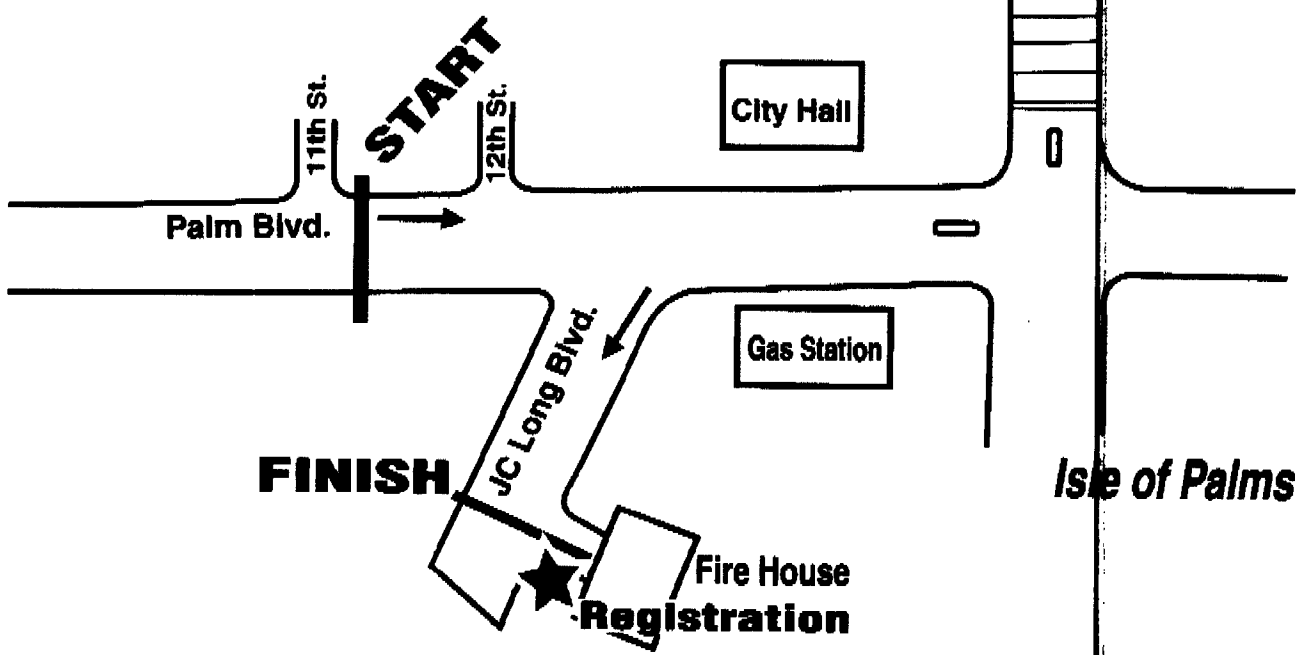 START
11th St.
12th St.
City Hall
Palm Blvd.
JC Long Blvd.
Gas Station
FINISH
Isle of Palms
Fire House
Registration